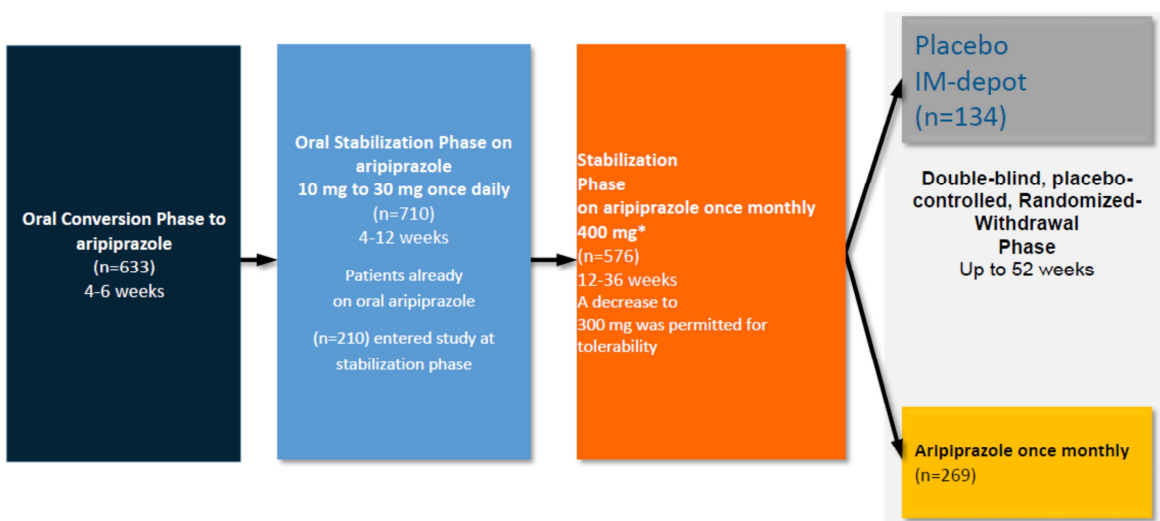 Oral Conversion Phase to
aripiprazole
(n=633)
4-6 weeks
Oral Stabilization Phase on
aripiprazole
10 mg to 30 mg once daily
(n=710)
4-12 weeks
Patients already
on oral aripiprazole
(n=210) entered study at
stabilization phase
Stabilization
Phase
on aripiprazole once monthly
400 mg*
(n=576)
12-36 weeks
A decrease to
300 mg was permitted for
tolerability
Placebo
IM-depot
(n=134)
Double-blind, placebo-
controlled, Randomized-
Withdrawal
Phase
Up to 52 weeks
Aripiprazole once monthly
(n=269)